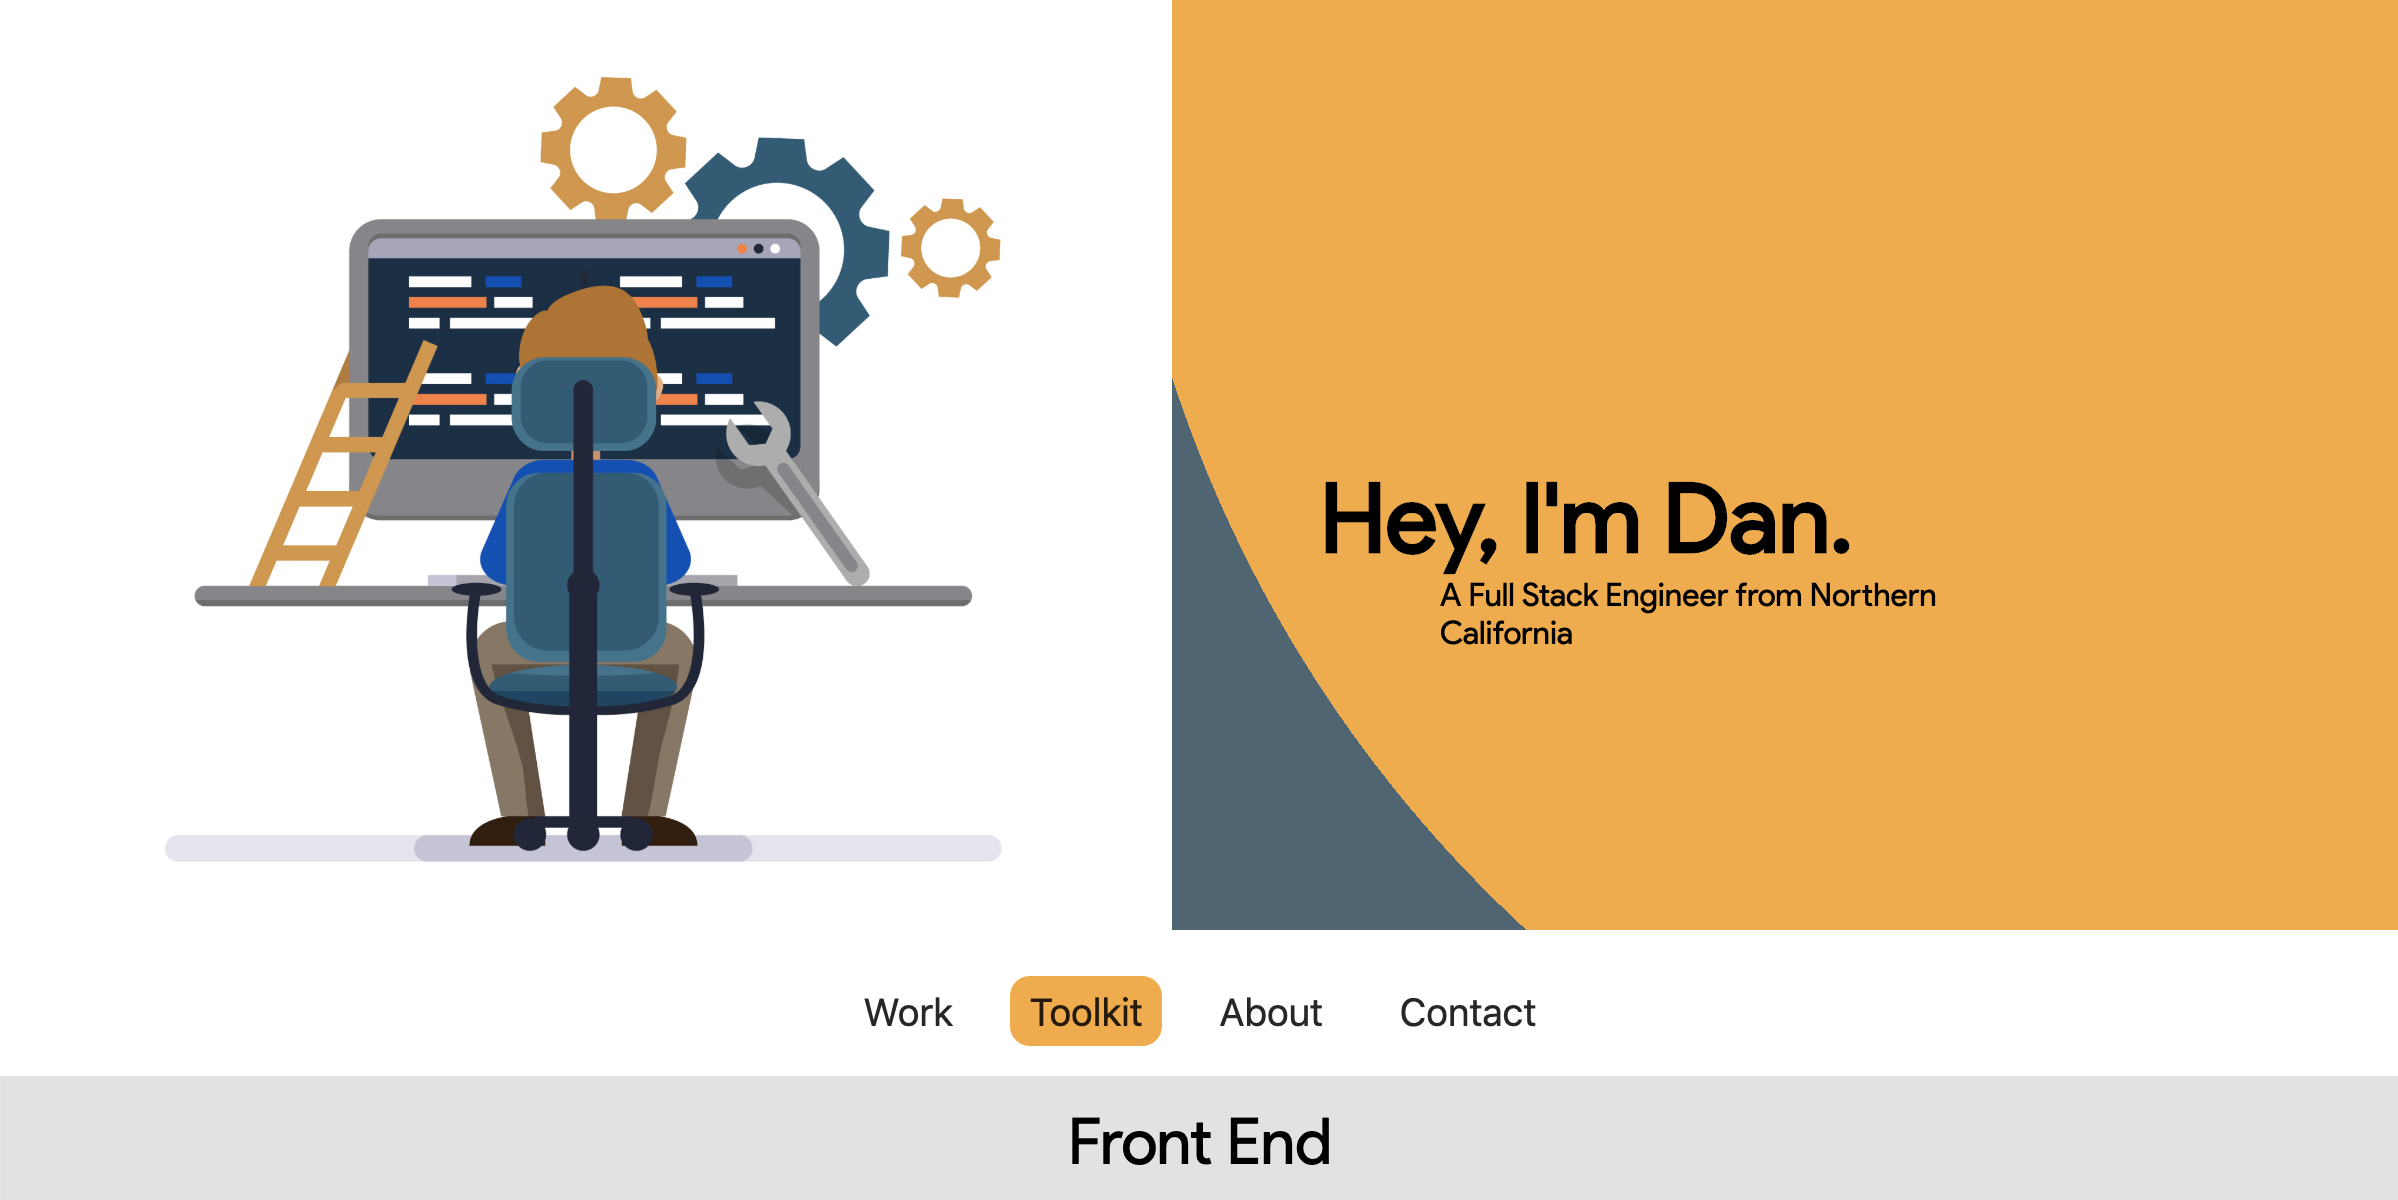 Hey, I'm Dan.
A Full Stack Engineer from Northern
California
Work
Toolkit
About
Contact
Front End